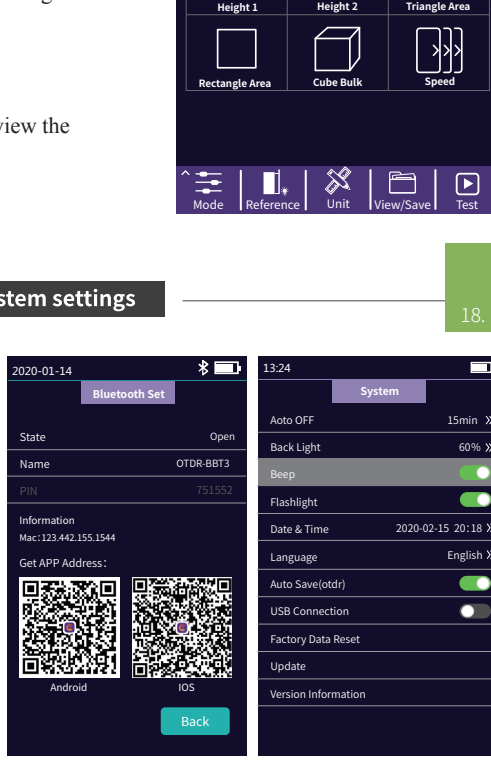 Height 1 Height 2 Triangle Area
Rectangle Area Cube Bulk Speed
view the
Mode Reference Unit View/Save Test
stem settings
18.
2020-01-14
Bluetooth Set
State Open
Name OTDR-BBT3
PIN 751552
Information
Mac:123.442.155.1544
Get APP Address:
Android IOS
Back
13:24
System
Aoto OFF 15min
Back Light 60%
Beep
Flashlight
Date & Time 2020-02-15 20:18
Language English
Auto Save(otdr)
USB Connection
Factory Data Reset
Update
Version Information